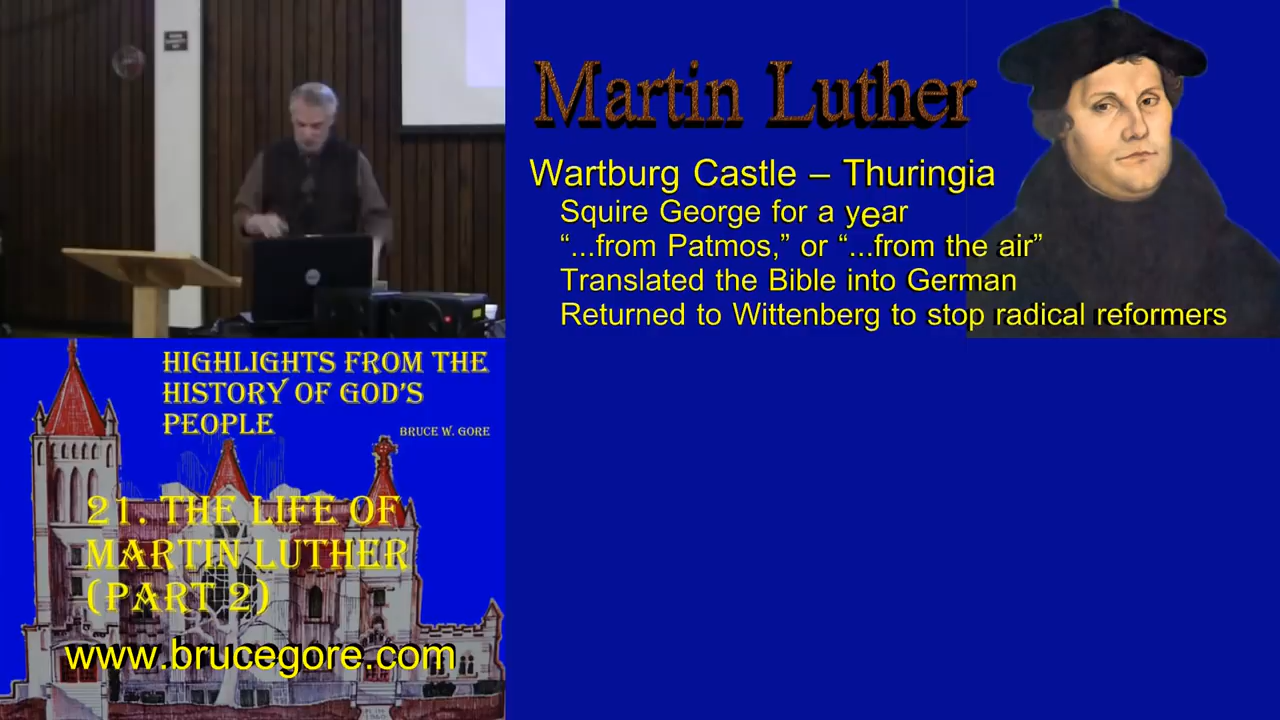 Martin Luther
Wartburg Castle – Thuringia
Squire George for a year
“...from Patmos,” or “...from the air”
Translated the Bible into German
Returned to Wittenberg to stop radical reformers
HIGHLIGHTS FROM THE
HISTORY OF GOD'S
PEOPLE
BRUCE W. GORE
21. THE LIFE OF
MARTIN LUTHER
(PART 2)
www.brucegore.com